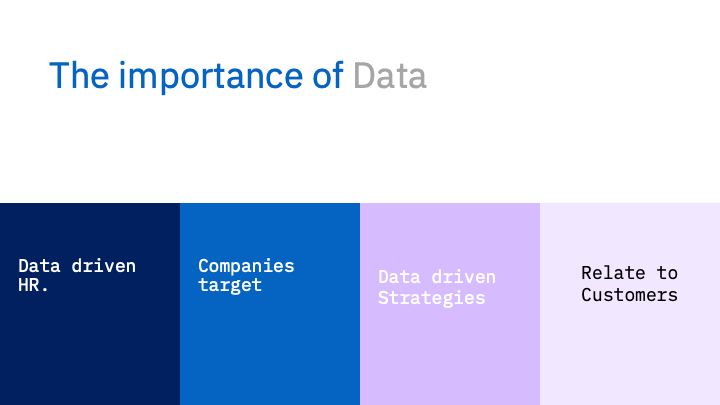 The importance of Data
Data driven
HR.
Companies
target
Data driven
Strategies
Relate to
Customers